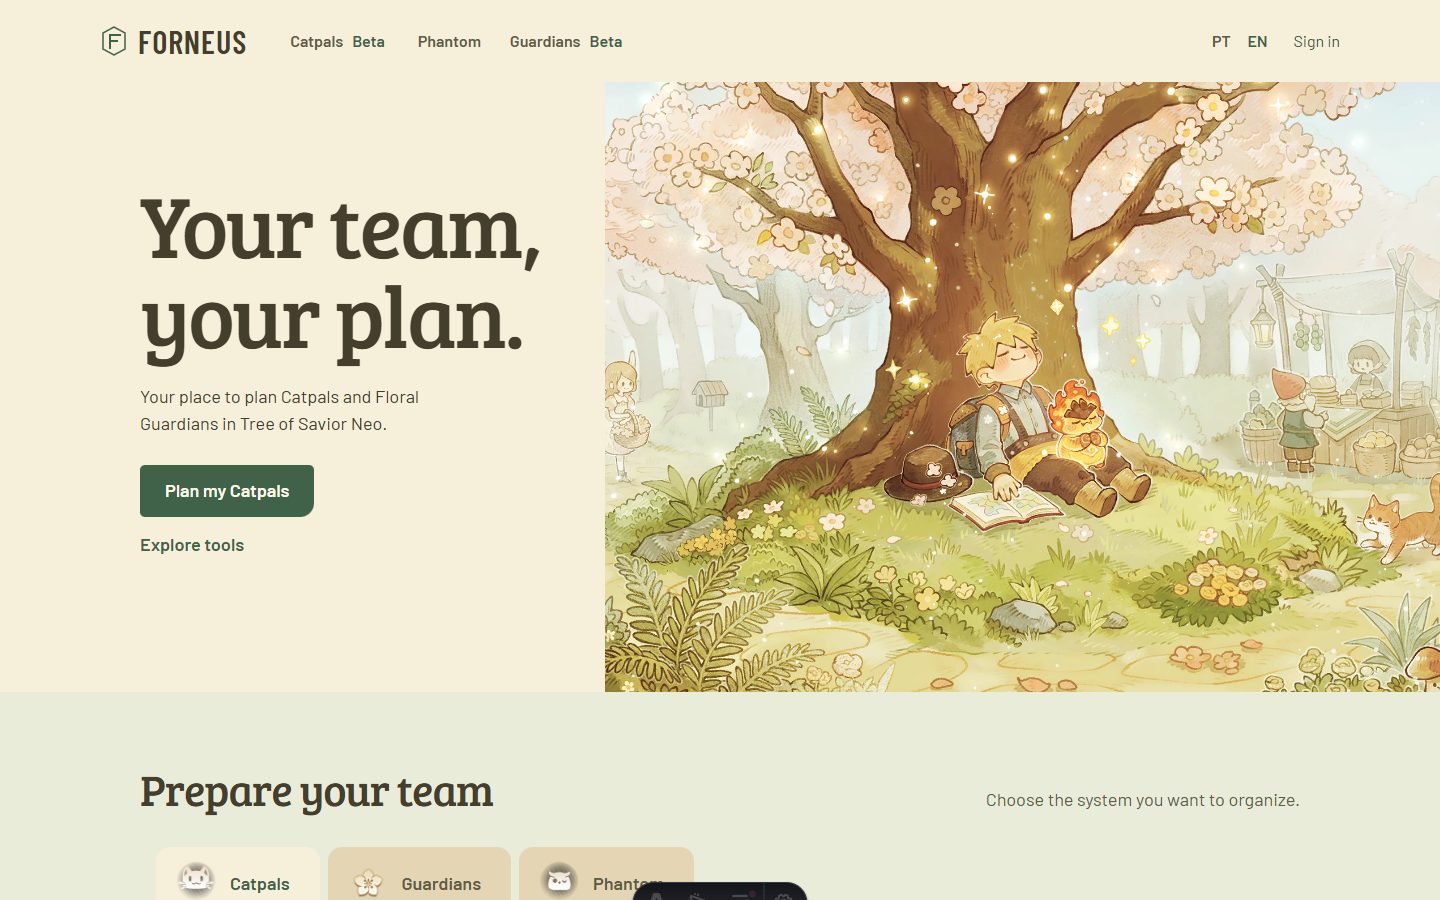 FORNEUS
Catpals Beta Phantom Guardians Beta
PT EN Sign in
Your team,
your plan.
Your place to plan Catpals and Floral
Guardians in Tree of Savior Neo.
Plan my Catpals
Explore tools
Prepare your team
Choose the system you want to organize.
Catpals
Guardians
Phantom